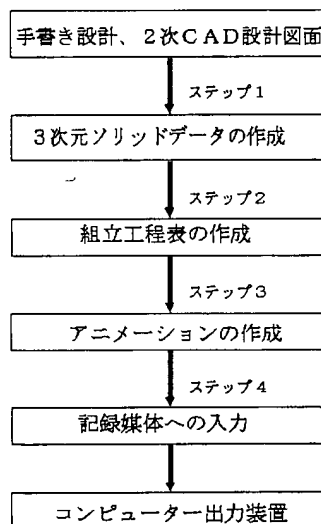 手書き設計、２次ＣＡＤ設計図面
ステップ１
３次元ソリッドデータの作成
ステップ２
組立工程表の作成
ステップ３
アニメーションの作成
ステップ４
記録媒体への入力
コンピューター出力装置